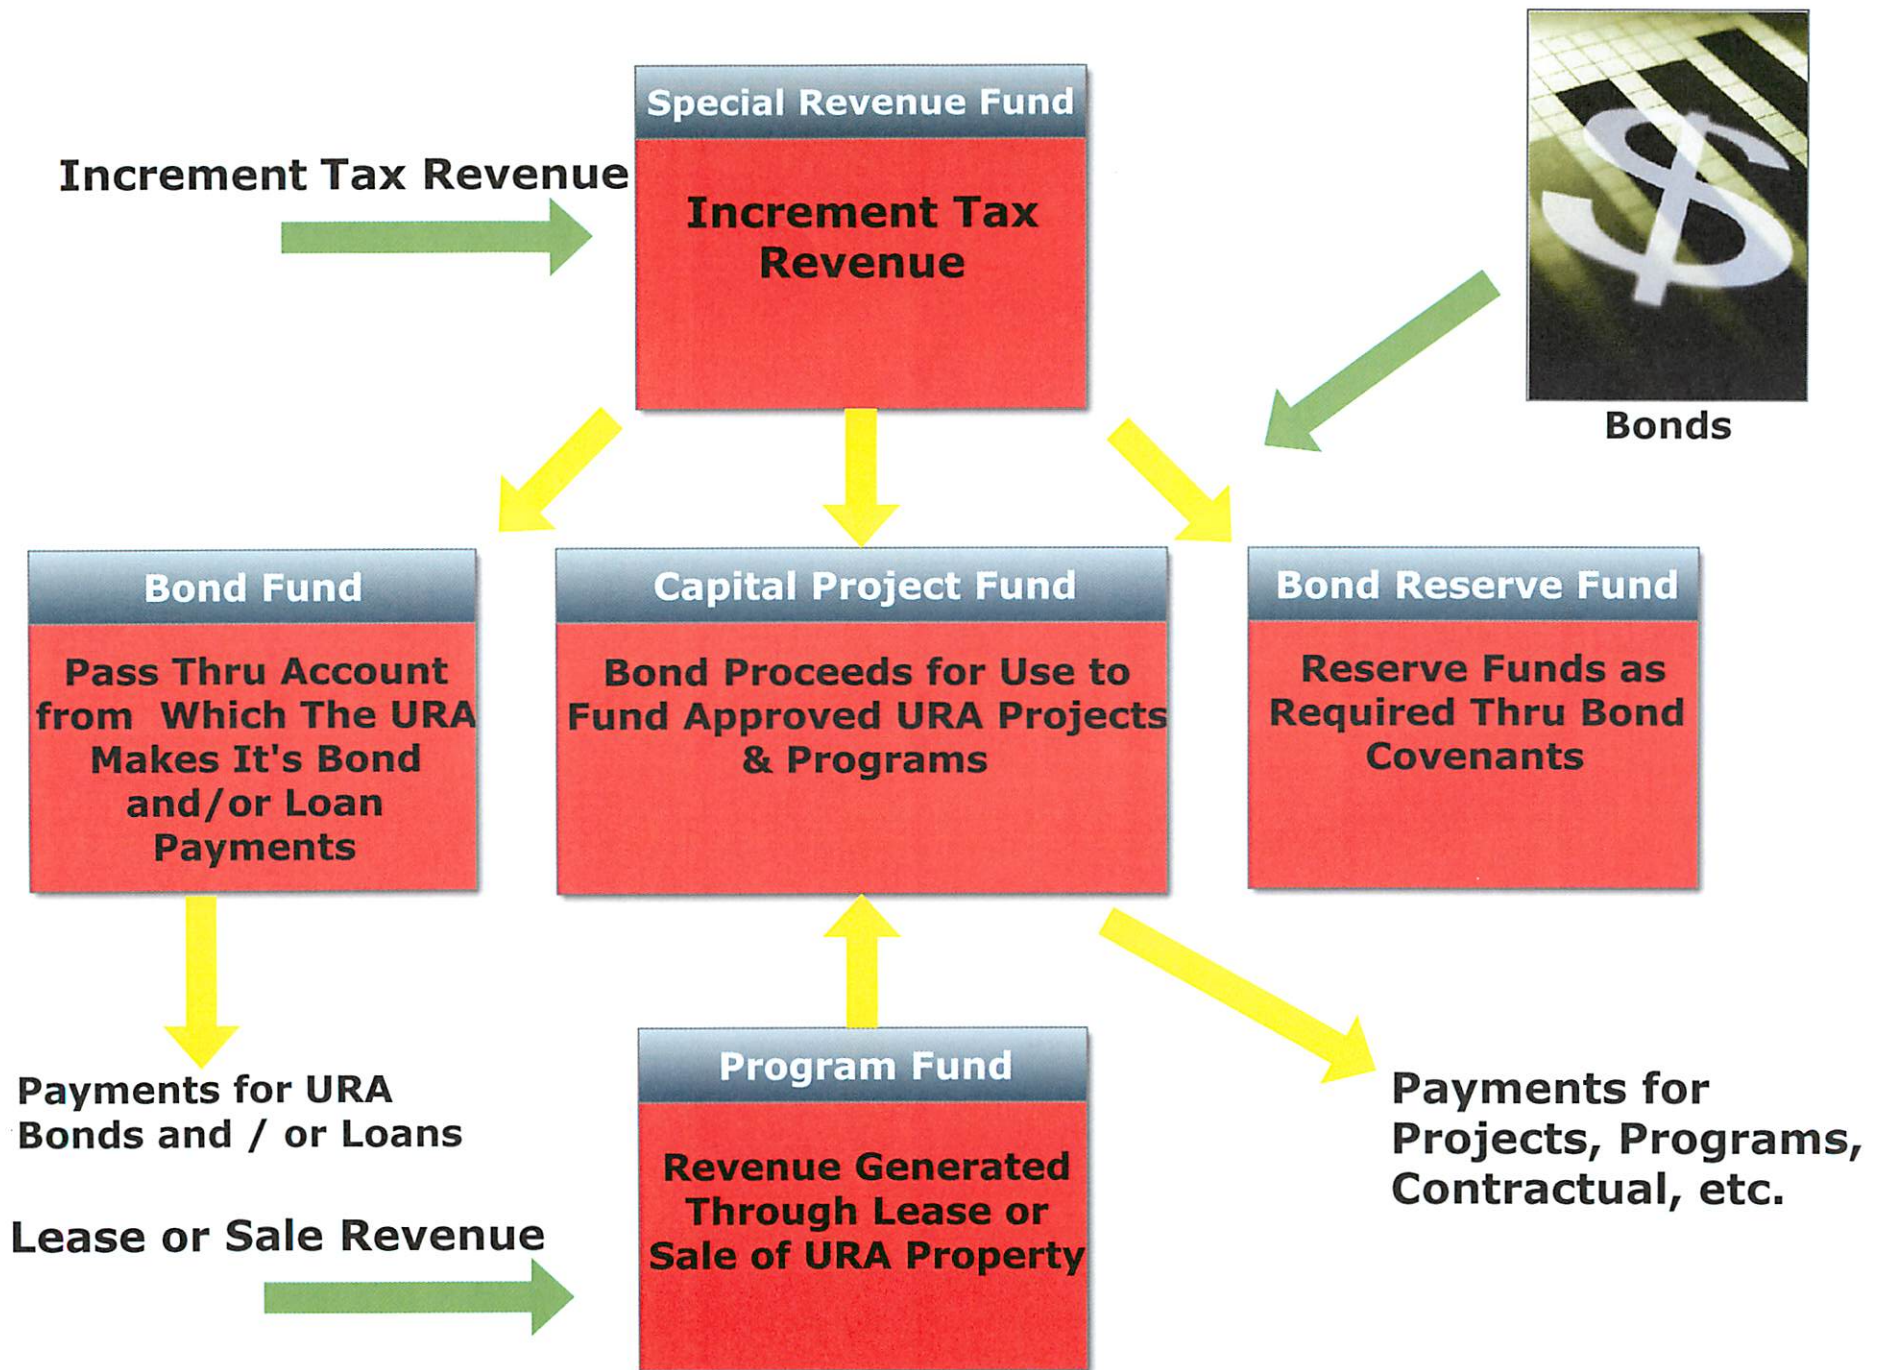 Special Revenue Fund
Increment Tax Revenue
Increment Tax
Revenue
Bonds
Bond Fund
Pass Thru Account
from Which The URA
Makes It's Bond
and/or Loan
Payments
Capital Project Fund
Bond Proceeds for Use to
Fund Approved URA Projects
& Programs
Bond Reserve Fund
Reserve Funds as
Required Thru Bond
Covenants
Payments for URA
Bonds and / or Loans
Program Fund
Revenue Generated
Through Lease or
Sale of URA Property
Payments for
Projects, Programs,
Contractual, etc.
Lease or Sale Revenue